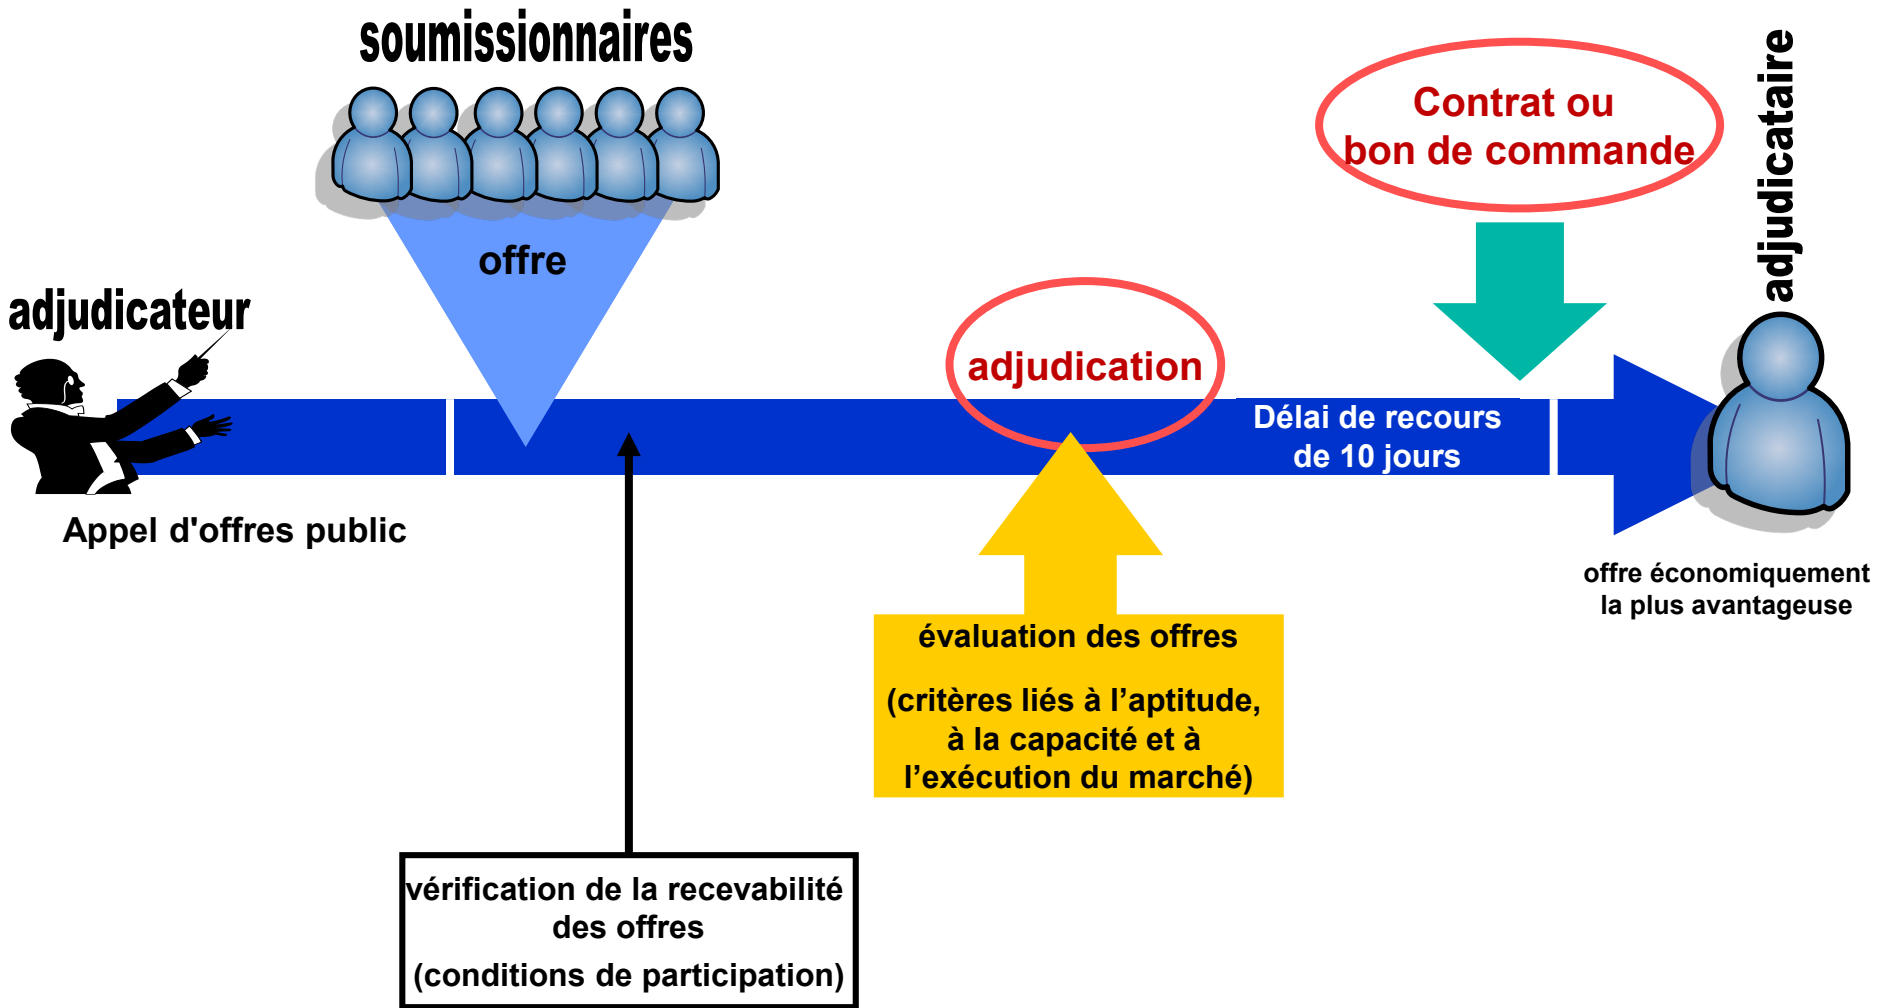 soumissionnaires
offre
adjudicateur
Appel d'offres public
vérification de la recevabilité
des offres
(conditions de participation)
adjudication
évaluation des offres
(critères liés à l’aptitude,
à la capacité et à
l’exécution du marché)
Délai de recours
de 10 jours
Contrat ou
bon de commande
adjudicataire
offre économiquement
la plus avantageuse